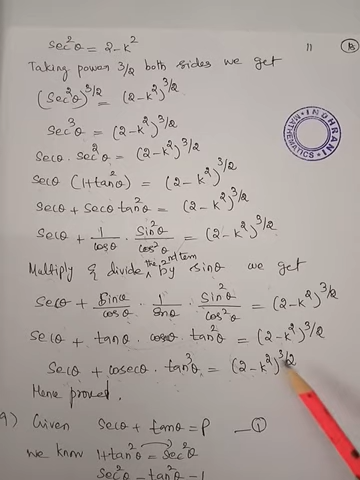 sec²θ = 2-k²
11
Taking power 3/2 both sides we get
(sec²θ)^3/2 = (2-k²)^3/2
sec³θ = (2-k²)^3/2
secθ . sec²θ = (2-k²)^3/2
secθ (1+tan²θ) = (2-k²)^3/2
secθ + secθ tan²θ = (2-k²)^3/2
secθ + 1/cosθ . sin²θ/cos²θ = (2-k²)^3/2
Multiply & divide the 2nd term by sinθ we get
secθ + sinθ/cosθ . 1/sinθ . sin²θ/cos²θ = (2-k²)^3/2
secθ + tanθ . cosecθ . tan²θ = (2-k²)^3/2
secθ + cosecθ . tan³θ = (2-k²)^3/2
Hence proved.
9) Given secθ + tanθ = P — ①
we know 1+tan²θ = sec²θ
sec²θ - tan²θ = 1
INDHRANI
MATHEMATICS